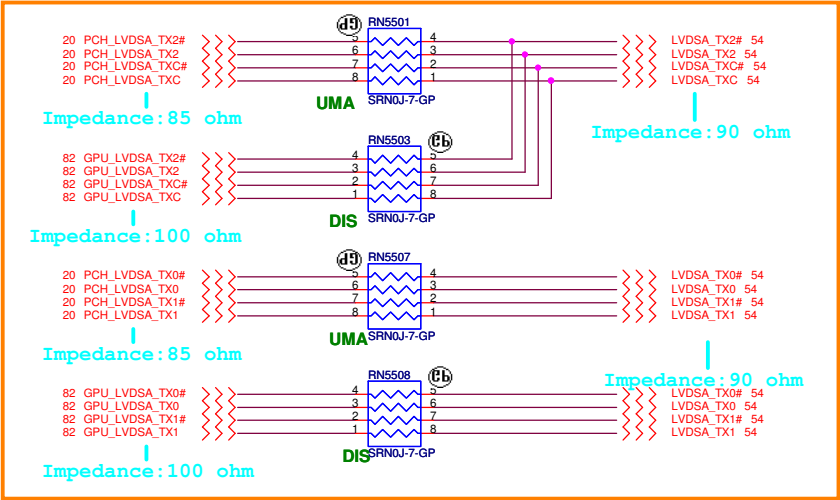 RN5501
20 PCH_LVDSA_TX2# 5 4 LVDSA_TX2# 54
20 PCH_LVDSA_TX2 6 3 LVDSA_TX2 54
20 PCH_LVDSA_TXC# 7 2 LVDSA_TXC# 54
20 PCH_LVDSA_TXC 8 1 LVDSA_TXC 54
UMA SRN0J-7-GP
Impedance:85 ohm
Impedance:90 ohm
RN5503
82 GPU_LVDSA_TX2# 4 5
82 GPU_LVDSA_TX2 3 6
82 GPU_LVDSA_TXC# 2 7
82 GPU_LVDSA_TXC 1 8
DIS SRN0J-7-GP
Impedance:100 ohm
RN5507
20 PCH_LVDSA_TX0# 5 4 LVDSA_TX0# 54
20 PCH_LVDSA_TX0 6 3 LVDSA_TX0 54
20 PCH_LVDSA_TX1# 7 2 LVDSA_TX1# 54
20 PCH_LVDSA_TX1 8 1 LVDSA_TX1 54
UMA SRN0J-7-GP
Impedance:85 ohm
Impedance:90 ohm
RN5508
82 GPU_LVDSA_TX0# 4 5 LVDSA_TX0# 54
82 GPU_LVDSA_TX0 3 6 LVDSA_TX0 54
82 GPU_LVDSA_TX1# 2 7 LVDSA_TX1# 54
82 GPU_LVDSA_TX1 1 8 LVDSA_TX1 54
DIS SRN0J-7-GP
Impedance:100 ohm